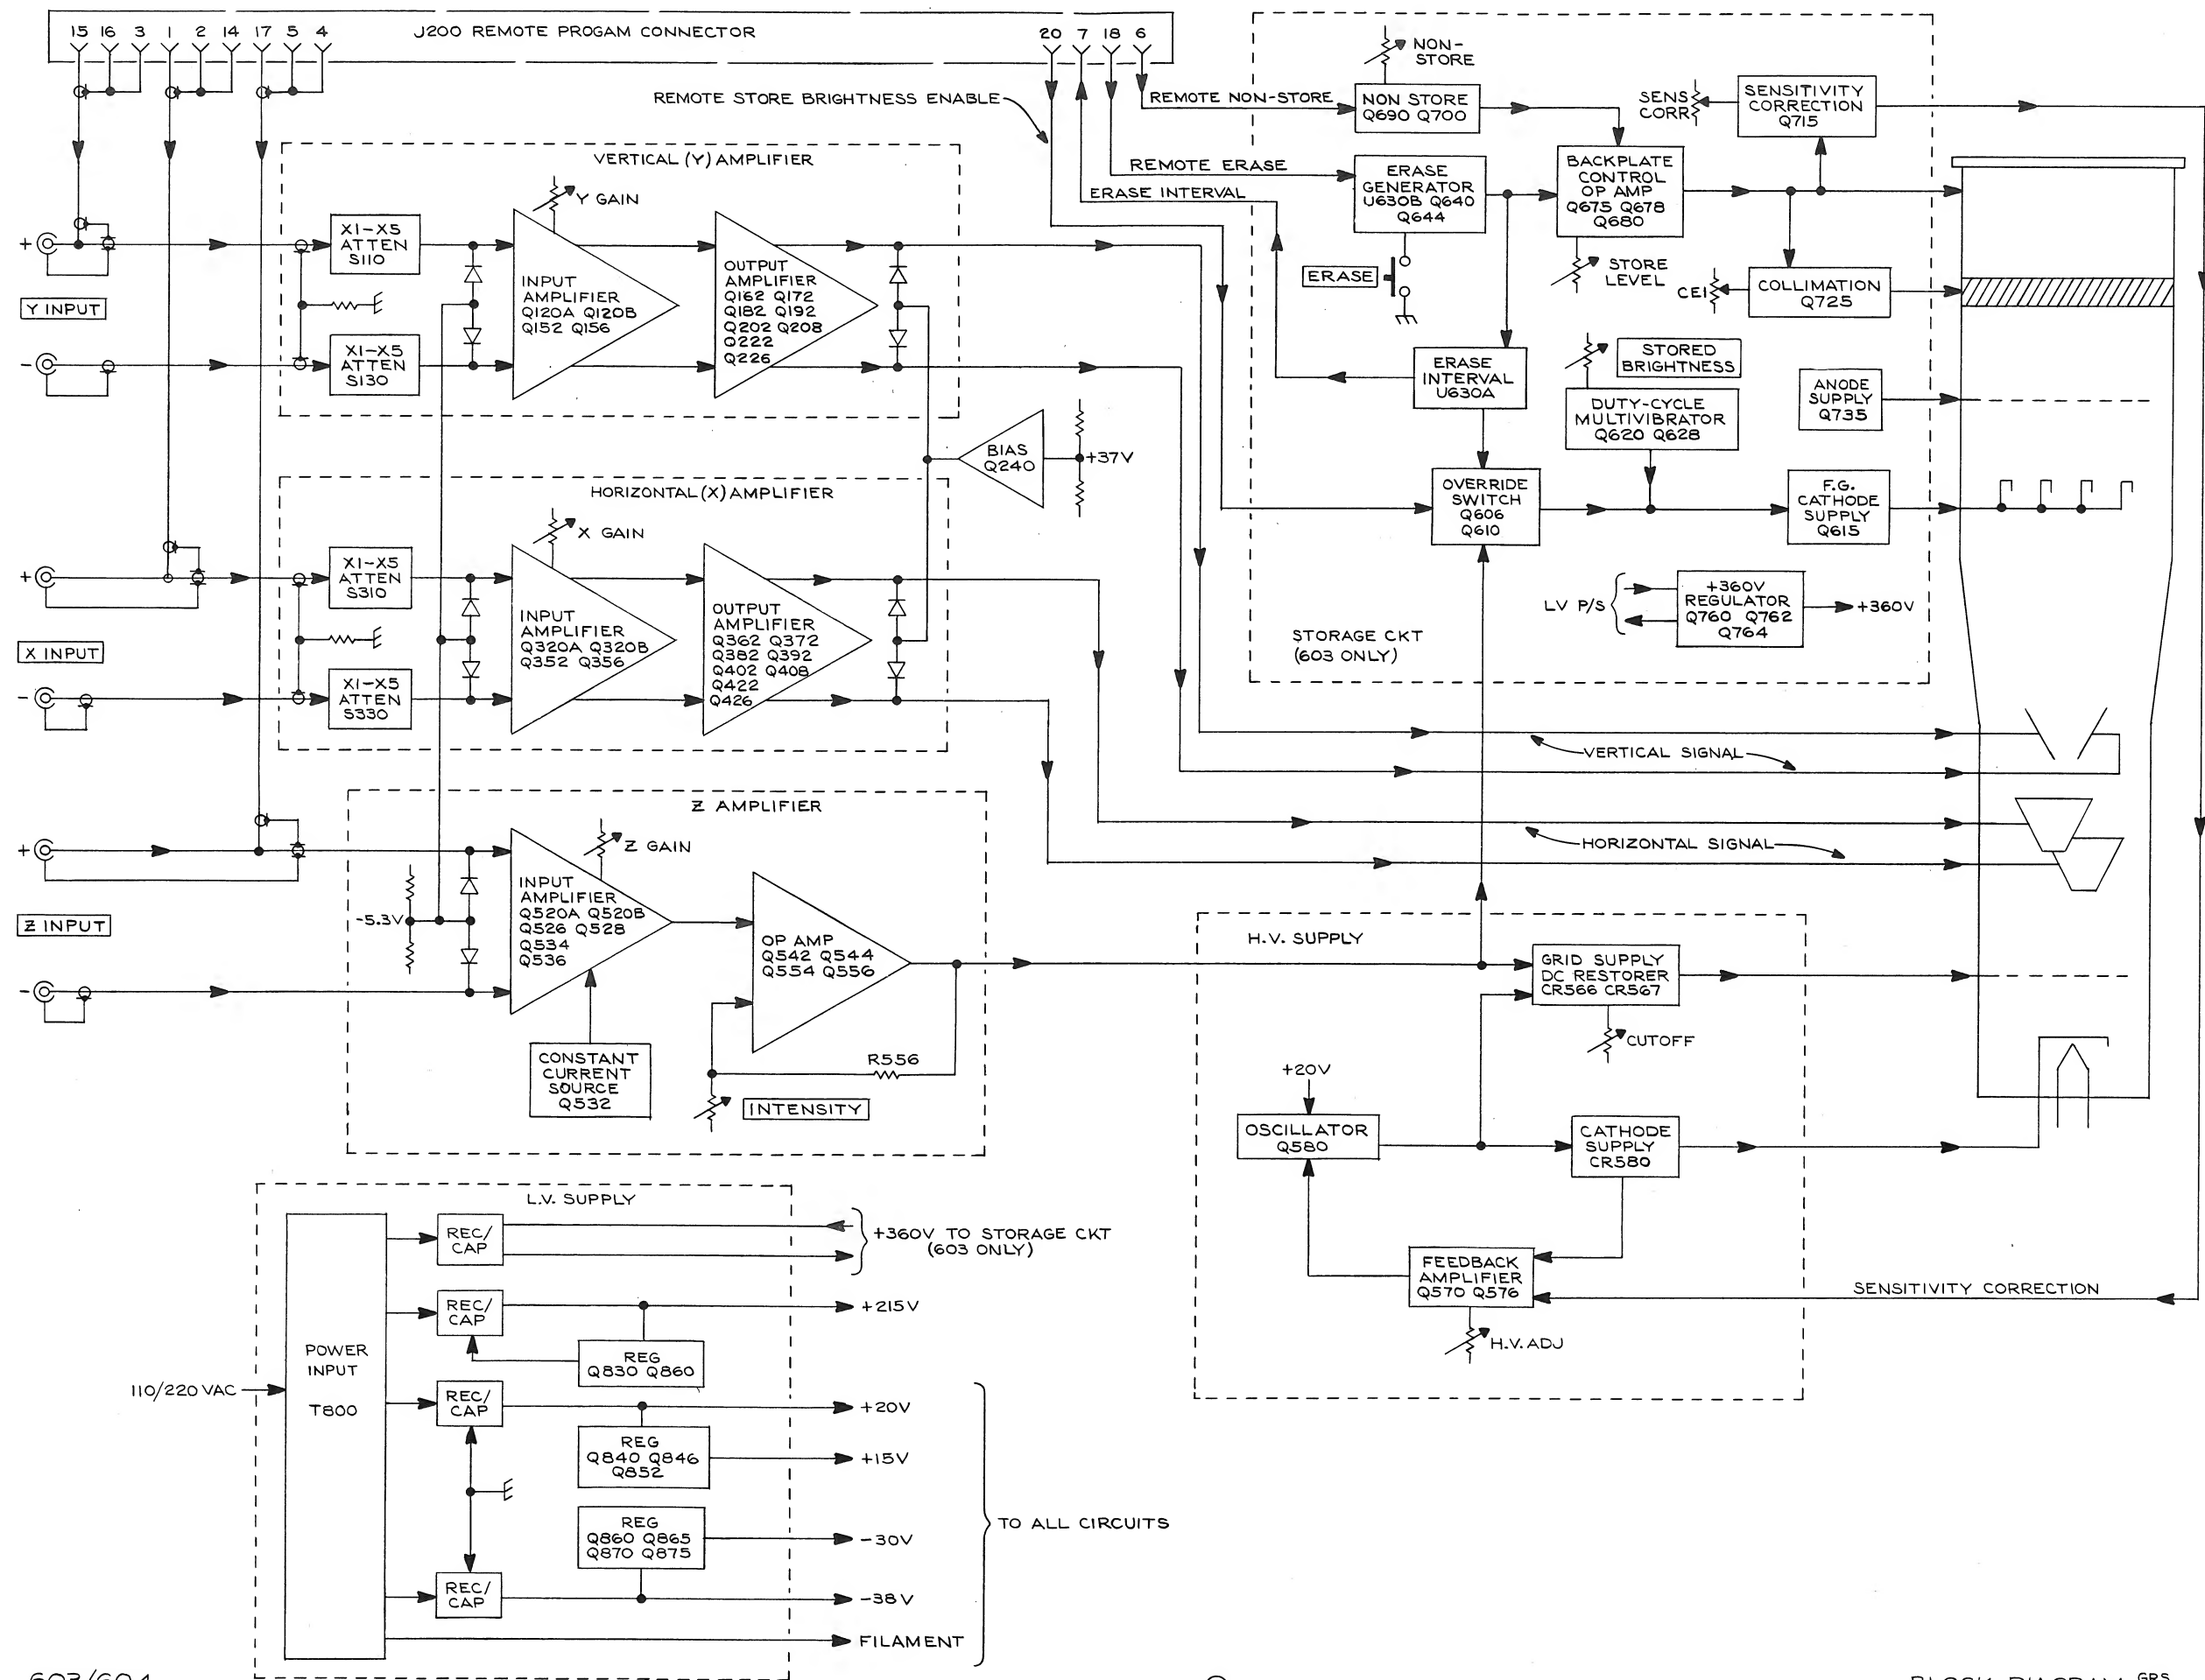 J200 REMOTE PROGAM CONNECTOR
15 16 3 1 2 14 17 5 4
20 7 18 6
REMOTE STORE BRIGHTNESS ENABLE
REMOTE NON-STORE
REMOTE ERASE
ERASE INTERVAL
VERTICAL (Y) AMPLIFIER
Y GAIN
+
-
Y INPUT
X1-X5
ATTEN
S110
X1-X5
ATTEN
S130
INPUT
AMPLIFIER
Q120A Q120B
Q152 Q156
OUTPUT
AMPLIFIER
Q162 Q172
Q182 Q192
Q202 Q208
Q222
Q226
BIAS
Q240
+37V
HORIZONTAL (X) AMPLIFIER
X GAIN
+
-
X INPUT
X1-X5
ATTEN
S310
X1-X5
ATTEN
S330
INPUT
AMPLIFIER
Q320A Q320B
Q352 Q356
OUTPUT
AMPLIFIER
Q362 Q372
Q382 Q392
Q402 Q408
Q422
Q426
Z AMPLIFIER
Z GAIN
+
-
Z INPUT
-5.3V
INPUT
AMPLIFIER
Q520A Q520B
Q526 Q528
Q534
Q536
CONSTANT
CURRENT
SOURCE
Q532
OP AMP
Q542 Q544
Q554 Q556
R556
INTENSITY
NON-
STORE
NON STORE
Q690 Q700
SENS
CORR
SENSITIVITY
CORRECTION
Q715
ERASE
GENERATOR
U630B Q640
Q644
ERASE
BACKPLATE
CONTROL
OP AMP
Q675 Q678
Q680
STORE
LEVEL
CE1
COLLIMATION
Q725
ERASE
INTERVAL
U630A
STORED
BRIGHTNESS
DUTY-CYCLE
MULTIVIBRATOR
Q620 Q628
ANODE
SUPPLY
Q735
OVERRIDE
SWITCH
Q606
Q610
F.G.
CATHODE
SUPPLY
Q615
LV P/S
+360V
REGULATOR
Q760 Q762
Q764
+360V
STORAGE CKT
(603 ONLY)
VERTICAL SIGNAL
HORIZONTAL SIGNAL
H.V. SUPPLY
GRID SUPPLY
DC RESTORER
CR566 CR567
CUTOFF
+20V
OSCILLATOR
Q580
CATHODE
SUPPLY
CR580
FEEDBACK
AMPLIFIER
Q570 Q576
H.V. ADJ
SENSITIVITY CORRECTION
L.V. SUPPLY
110/220 VAC
POWER
INPUT
T800
REC/
CAP
+360V TO STORAGE CKT
(603 ONLY)
REC/
CAP
+215V
REG
Q830 Q860
REC/
CAP
+20V
REG
Q840 Q846
Q852
+15V
REG
Q860 Q865
Q870 Q875
-30V
REC/
CAP
-38V
FILAMENT
TO ALL CIRCUITS
603/604
BLOCK DIAGRAM GRS